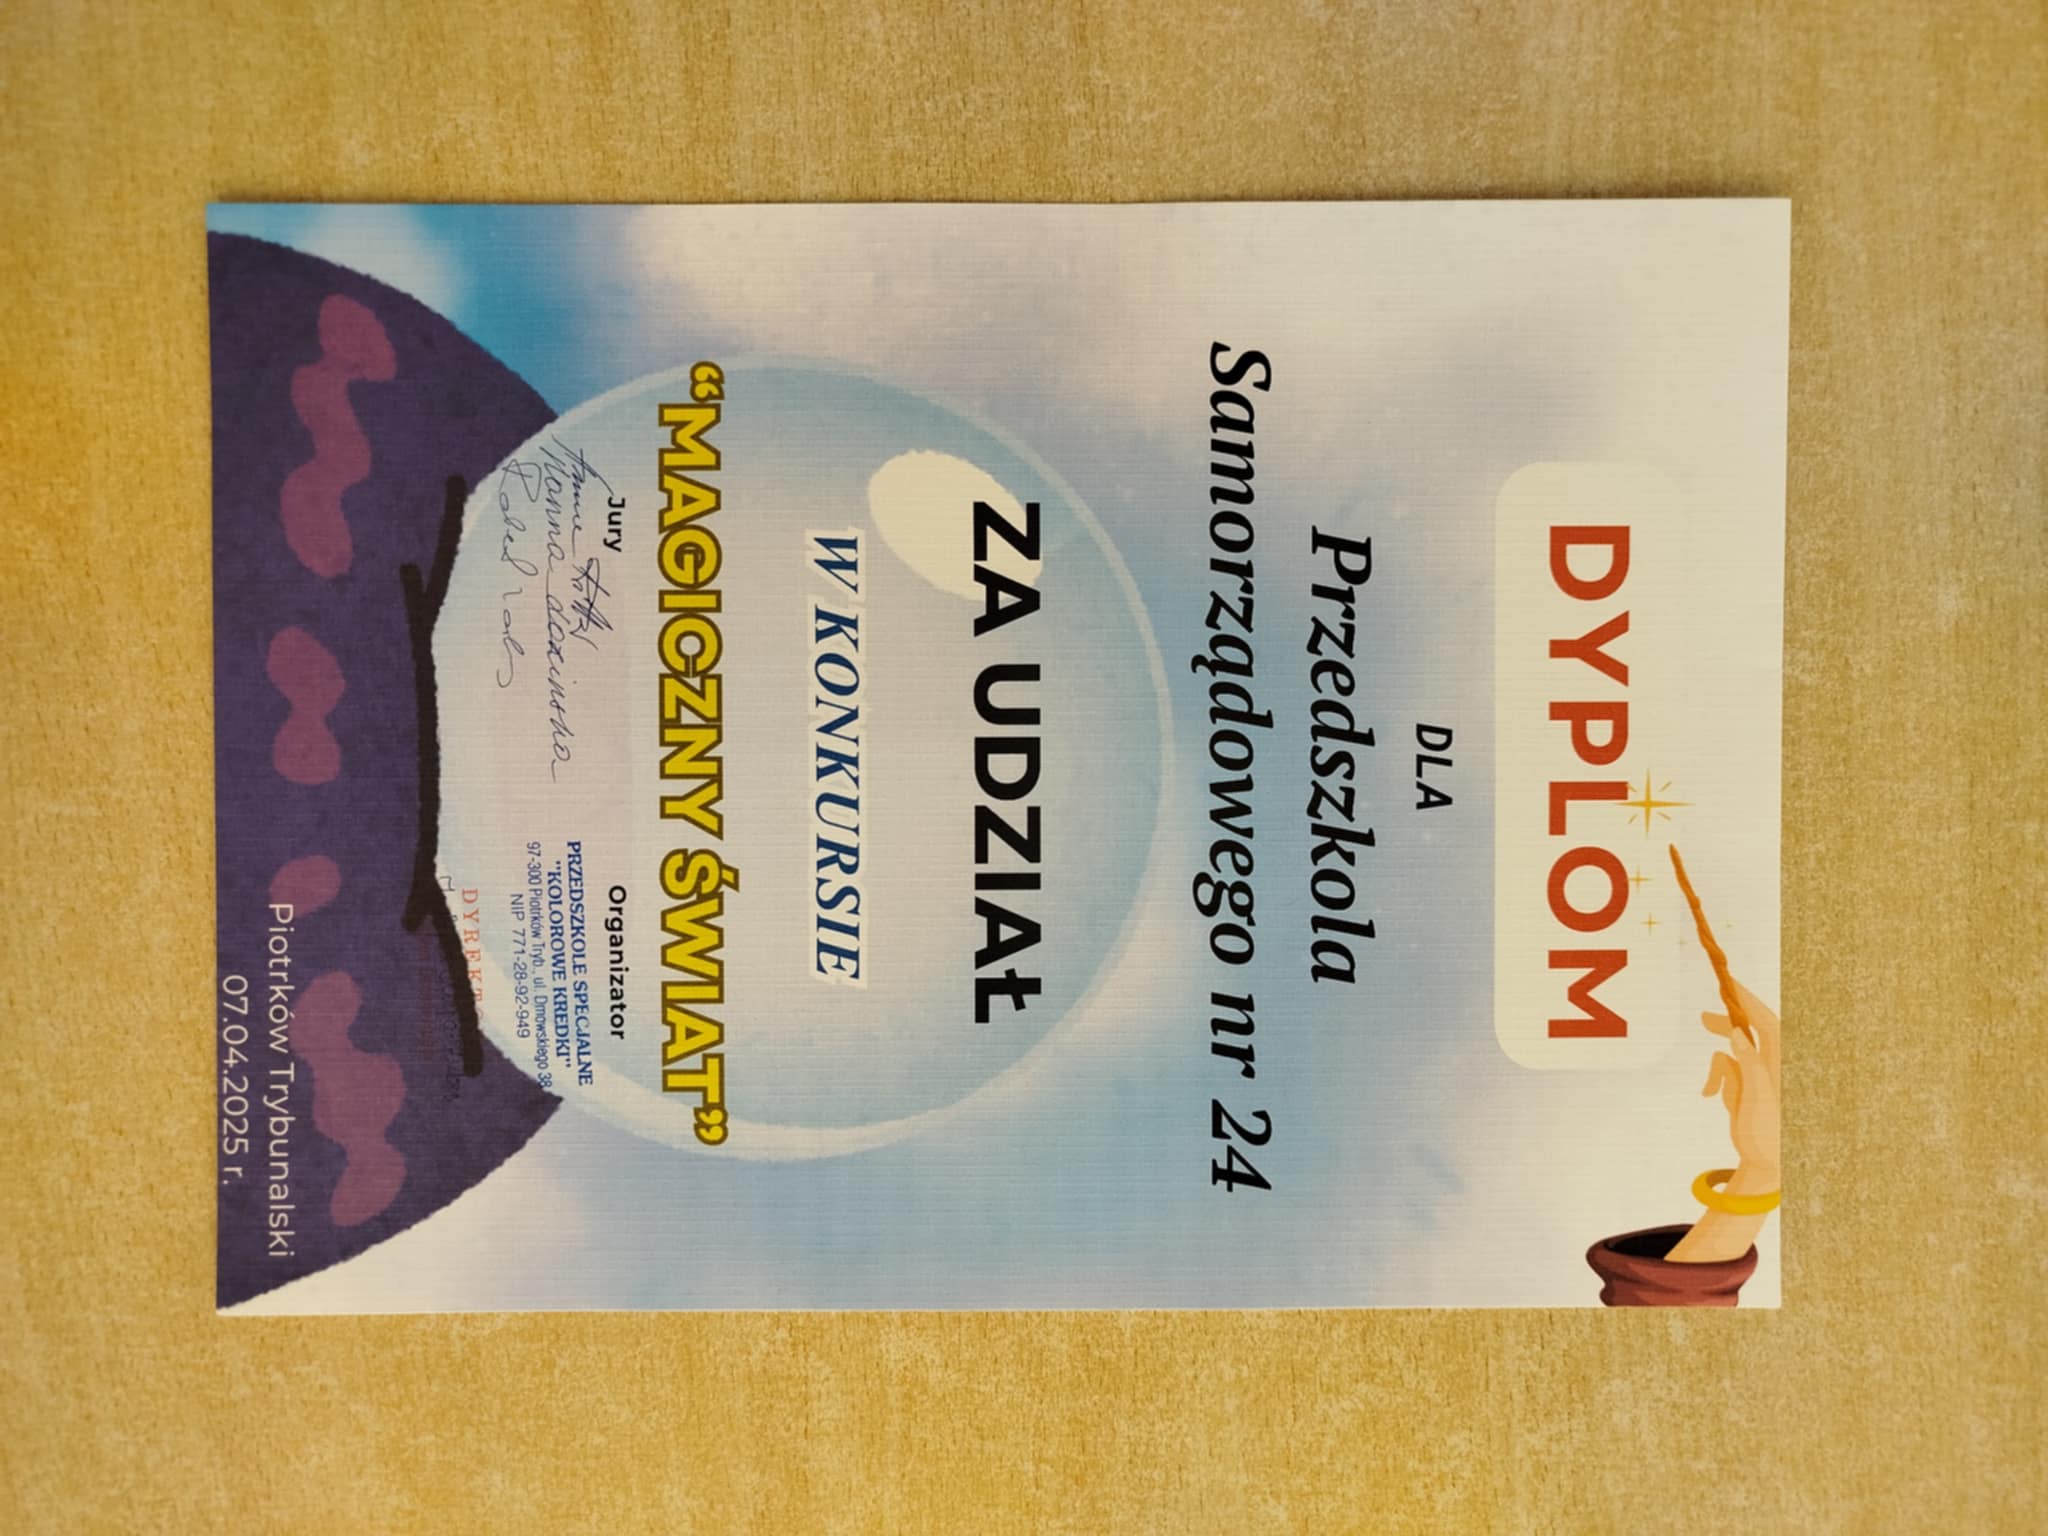 DYPLOM
DLA
Przedszkola
Samorządowego nr 24
ZA UDZIAŁ
W KONKURSIE
“MAGICZNY ŚWIAT”
Jury
Organizator
PRZEDSZKOLE SPECJALNE
"KOLOROWE KREDKI"
97-300 Piotrków Tryb., ul. Dmowskiego 38
NIP 771-28-92-949
Piotrków Trybunalski
07.04.2025 r.